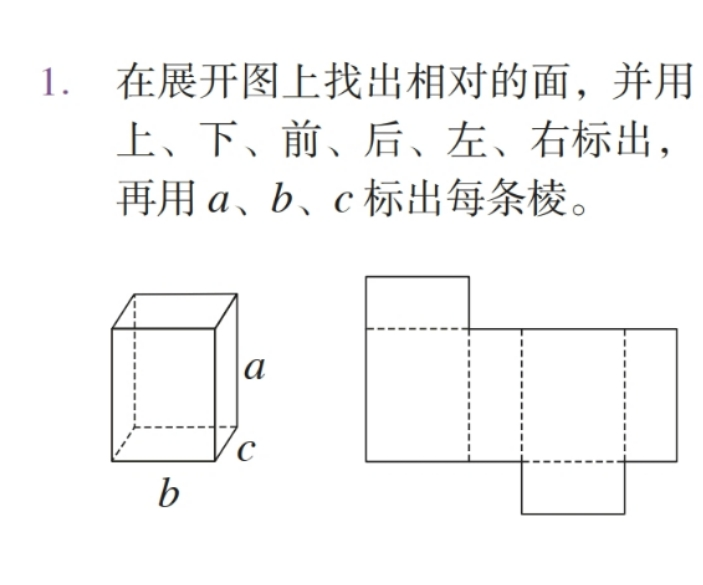 1. 在展开图上找出相对的面，并用
上、下、前、后、左、右标出，
再用 a、b、c 标出每条棱。
a
c
b